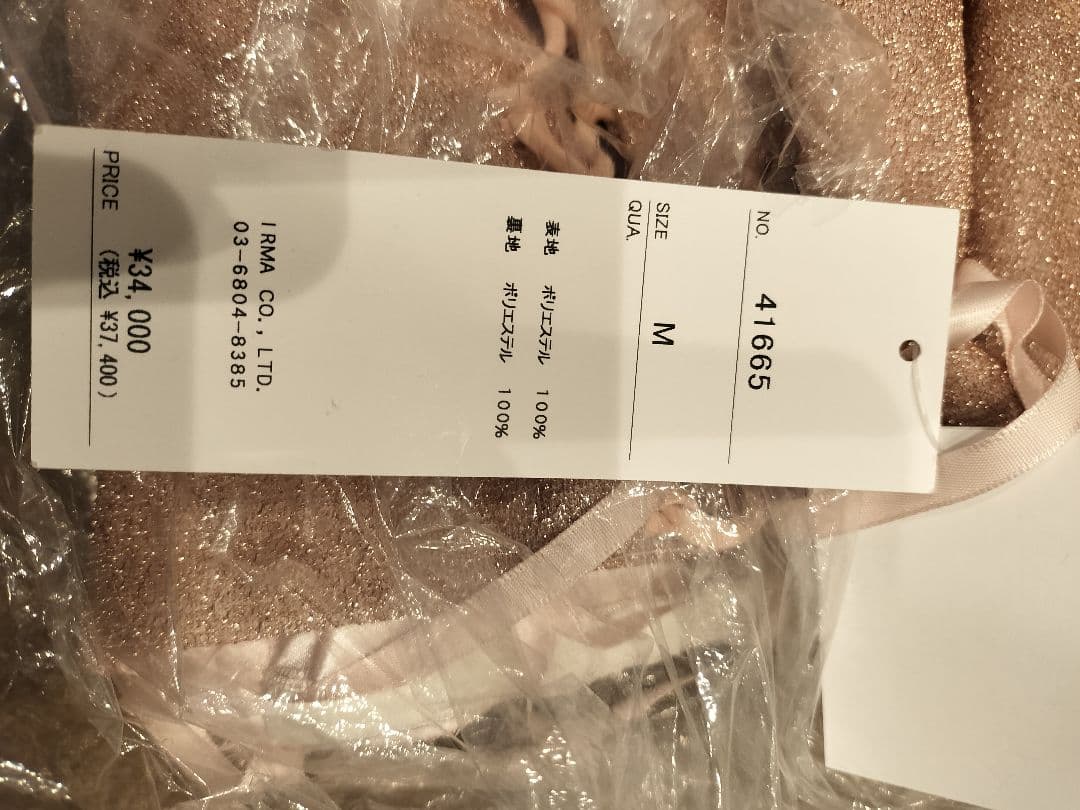 NO. 41665
SIZE M
QUA.
表地 ポリエステル 100%
裏地 ポリエステル 100%
IRMA CO., LTD.
03-6804-8385
PRICE ¥34,000
(税込 ¥37,400)